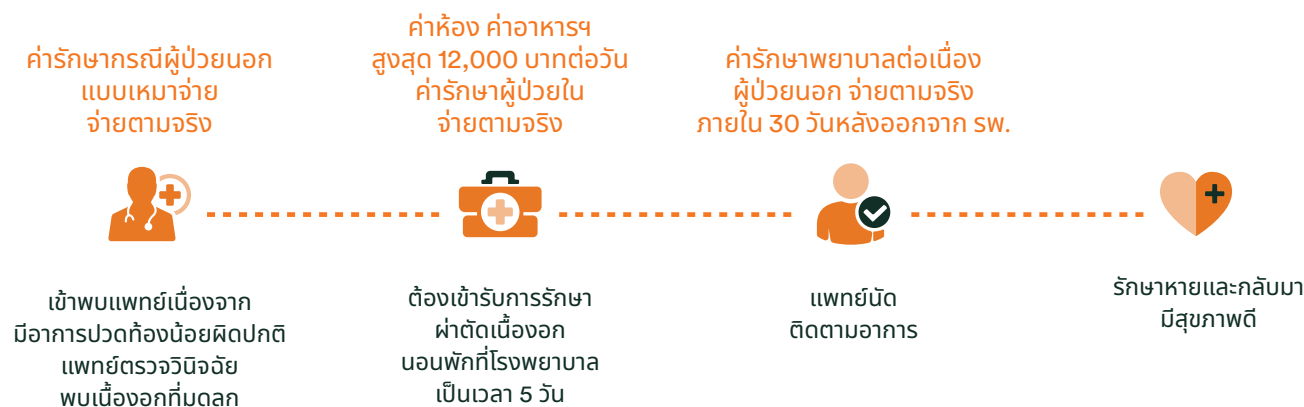 ค่ารักษากรณีผู้ป่วยนอก
แบบเหมาจ่าย
จ่ายตามจริง
ค่าห้อง ค่าอาหารฯ
สูงสุด 12,000 บาทต่อวัน
ค่ารักษาผู้ป่วยใน
จ่ายตามจริง
ค่ารักษาพยาบาลต่อเนื่อง
ผู้ป่วยนอก จ่ายตามจริง
ภายใน 30 วันหลังออกจาก รพ.
เข้าพบแพทย์เนื่องจาก
มีอาการปวดท้องน้อยผิดปกติ
แพทย์ตรวจวินิจฉัย
พบเนื้องอกที่มดลูก
ต้องเข้ารับการรักษา
ผ่าตัดเนื้องอก
นอนพักที่โรงพยาบาล
เป็นเวลา 5 วัน
แพทย์นัด
ติดตามอาการ
รักษาหายและกลับมา
มีสุขภาพดี